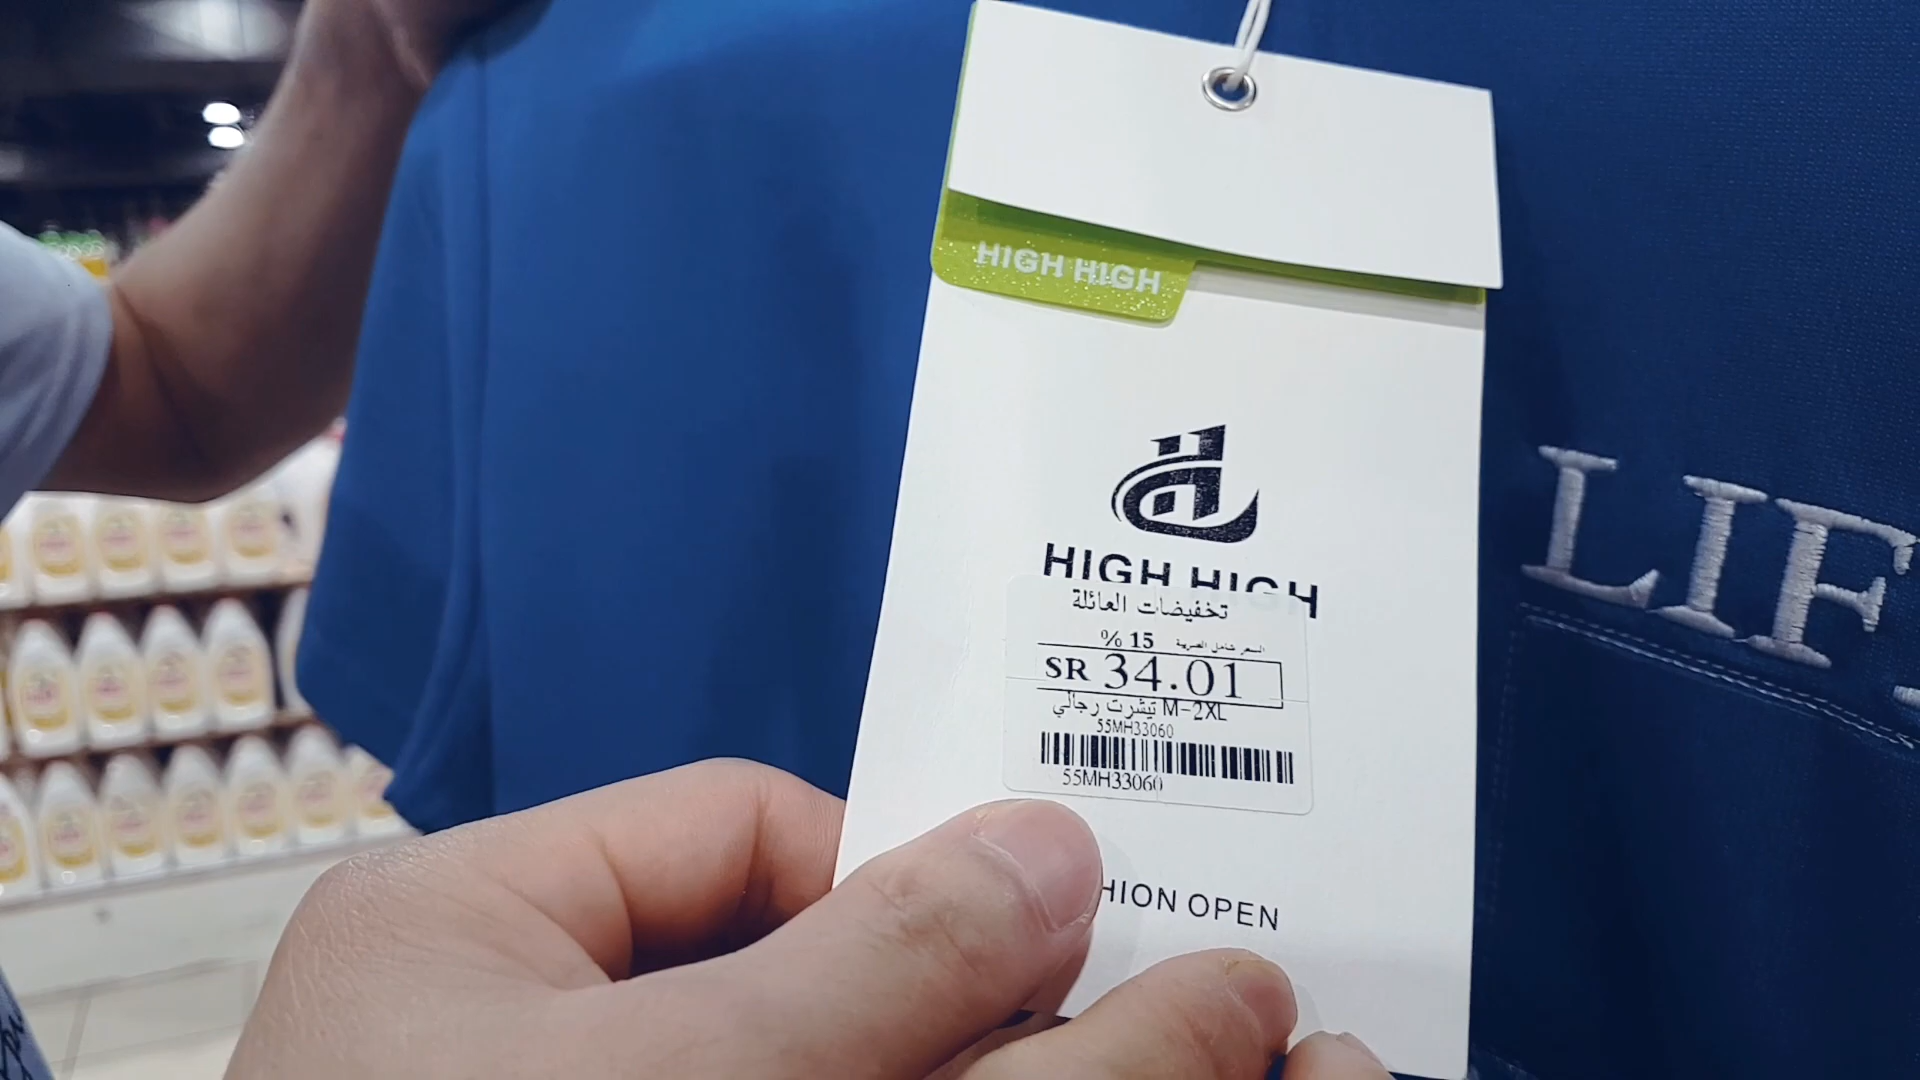 HIGH HIGH
HIGH HIGH
تخفيضات العائلة
السعر شامل الضريبة 15 %
SR 34.01
تيشرت رجالي M-2XL
55MH33060
55MH33060
HION OPEN
LIF